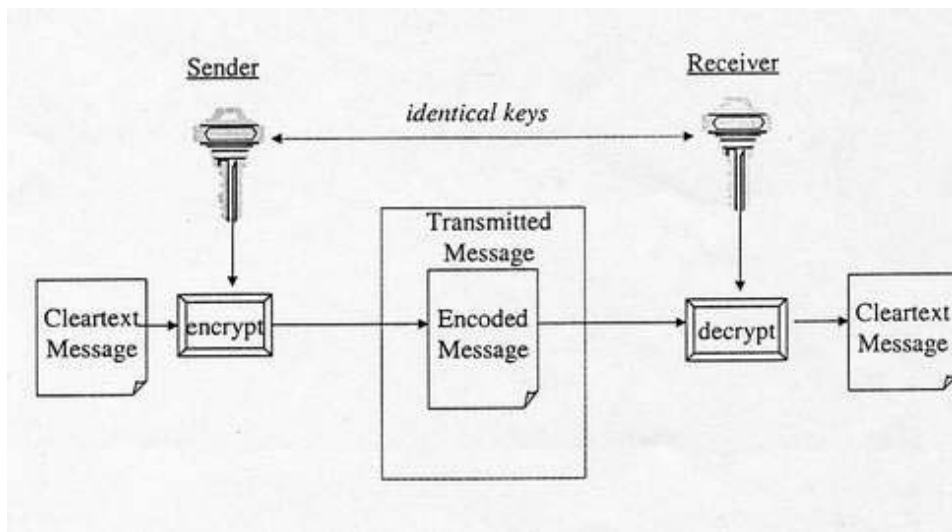 Sender
Receiver
identical keys
Transmitted
Message
Cleartext
Message
encrypt
Encoded
Message
decrypt
Cleartext
Message